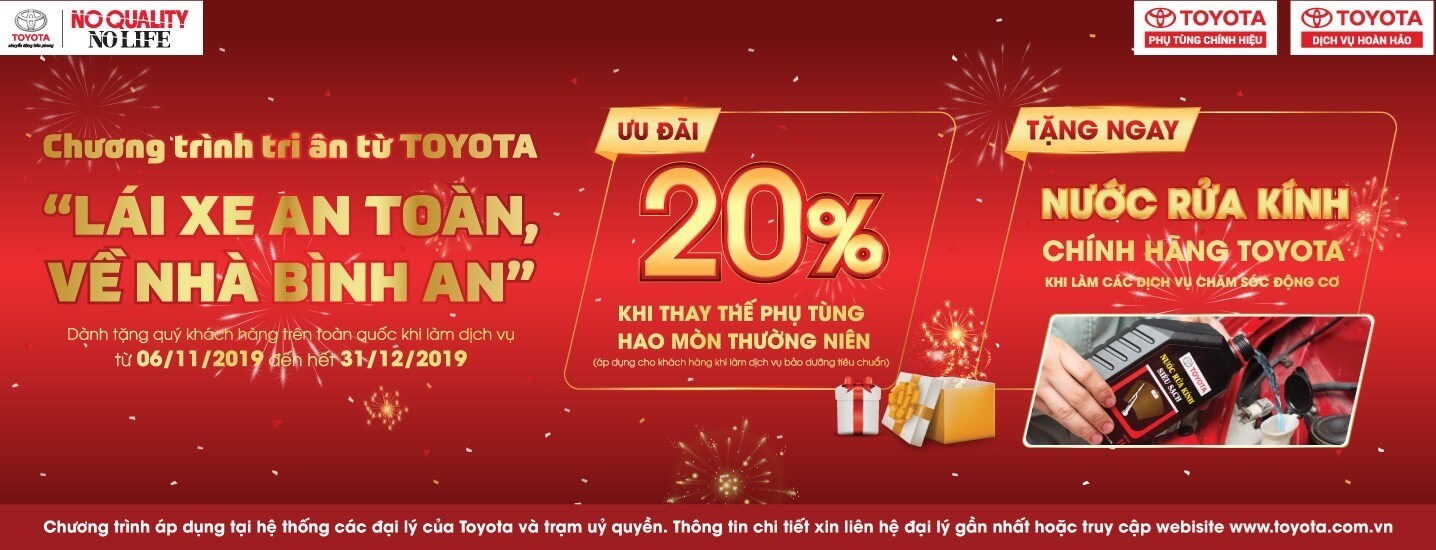 TOYOTA
chuyển động tiên phong
NO QUALITY
NO LIFE
TOYOTA
PHỤ TÙNG CHÍNH HIỆU
TOYOTA
DỊCH VỤ HOÀN HẢO
Chương trình tri ân từ TOYOTA
“LÁI XE AN TOÀN,
VỀ NHÀ BÌNH AN”
Dành tặng quý khách hàng trên toàn quốc khi làm dịch vụ
từ 06/11/2019 đến hết 31/12/2019
ƯU ĐÃI
20%
KHI THAY THẾ PHỤ TÙNG
HAO MÒN THƯỜNG NIÊN
(áp dụng cho khách hàng khi làm dịch vụ bảo dưỡng tiêu chuẩn)
TẶNG NGAY
NƯỚC RỬA KÍNH
CHÍNH HÃNG TOYOTA
KHI LÀM CÁC DỊCH VỤ CHĂM SÓC ĐỘNG CƠ
TOYOTA
NƯỚC RỬA KÍNH
SIÊU SẠCH
Chương trình áp dụng tại hệ thống các đại lý của Toyota và trạm uỷ quyền. Thông tin chi tiết xin liên hệ đại lý gần nhất hoặc truy cập webisite www.toyota.com.vn